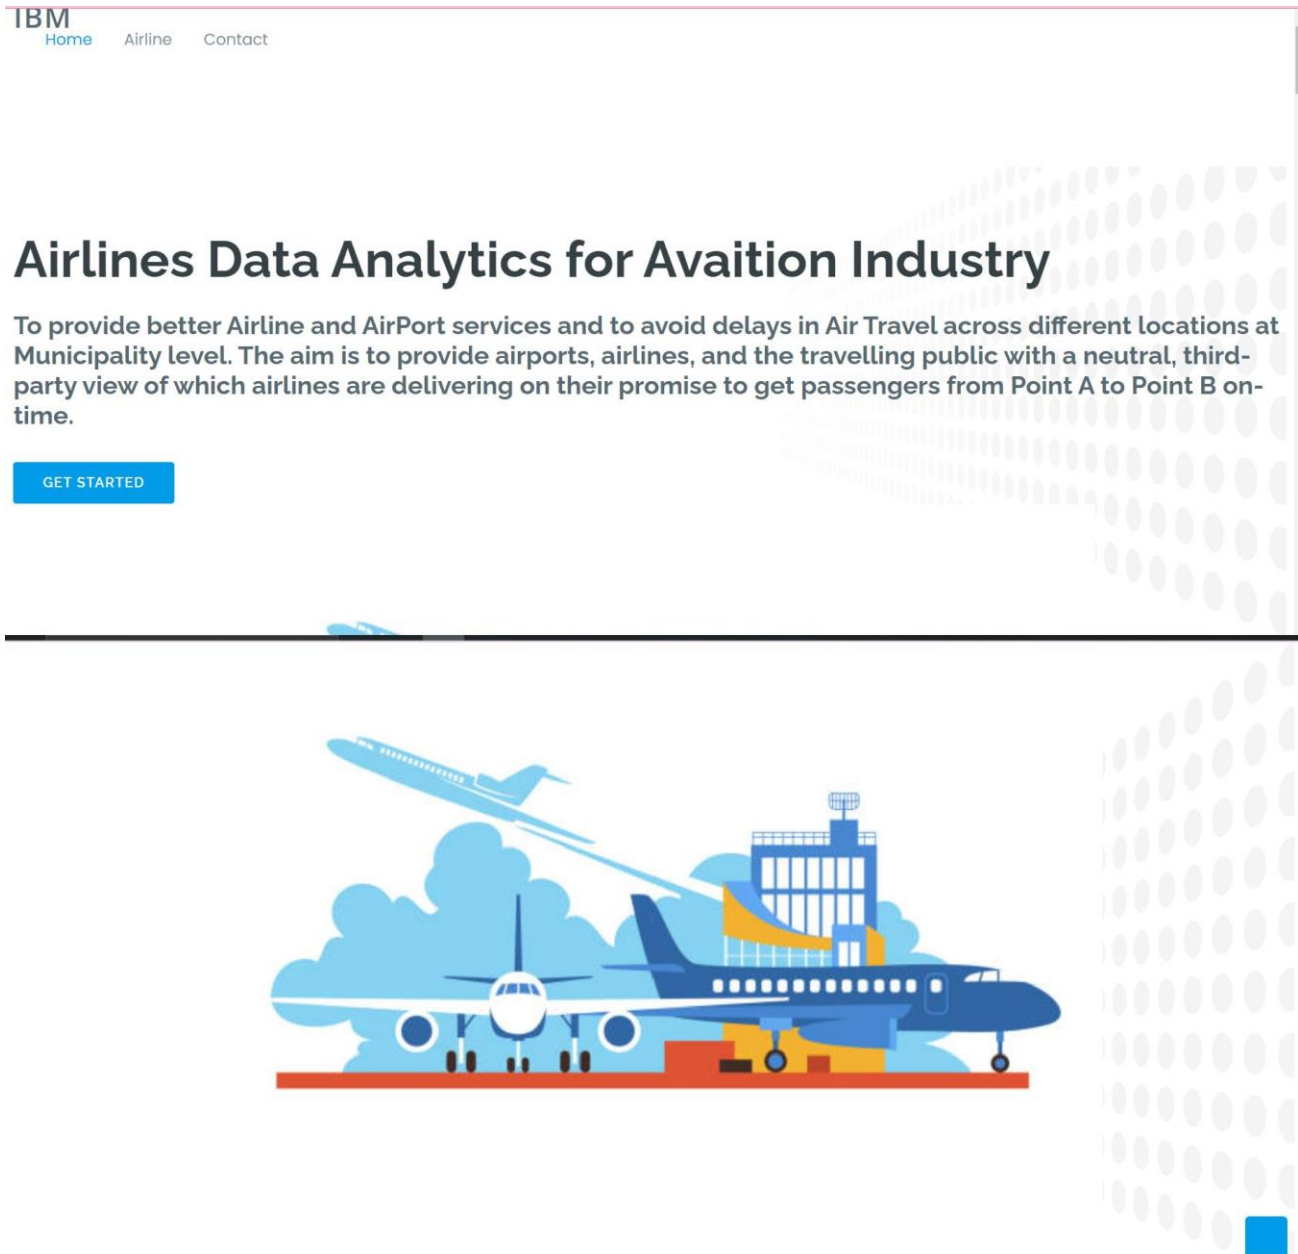 IBM
Home Airline Contact
Airlines Data Analytics for Avaition Industry
To provide better Airline and AirPort services and to avoid delays in Air Travel across different locations at
Municipality level. The aim is to provide airports, airlines, and the travelling public with a neutral, third-
party view of which airlines are delivering on their promise to get passengers from Point A to Point B on-
time.
GET STARTED